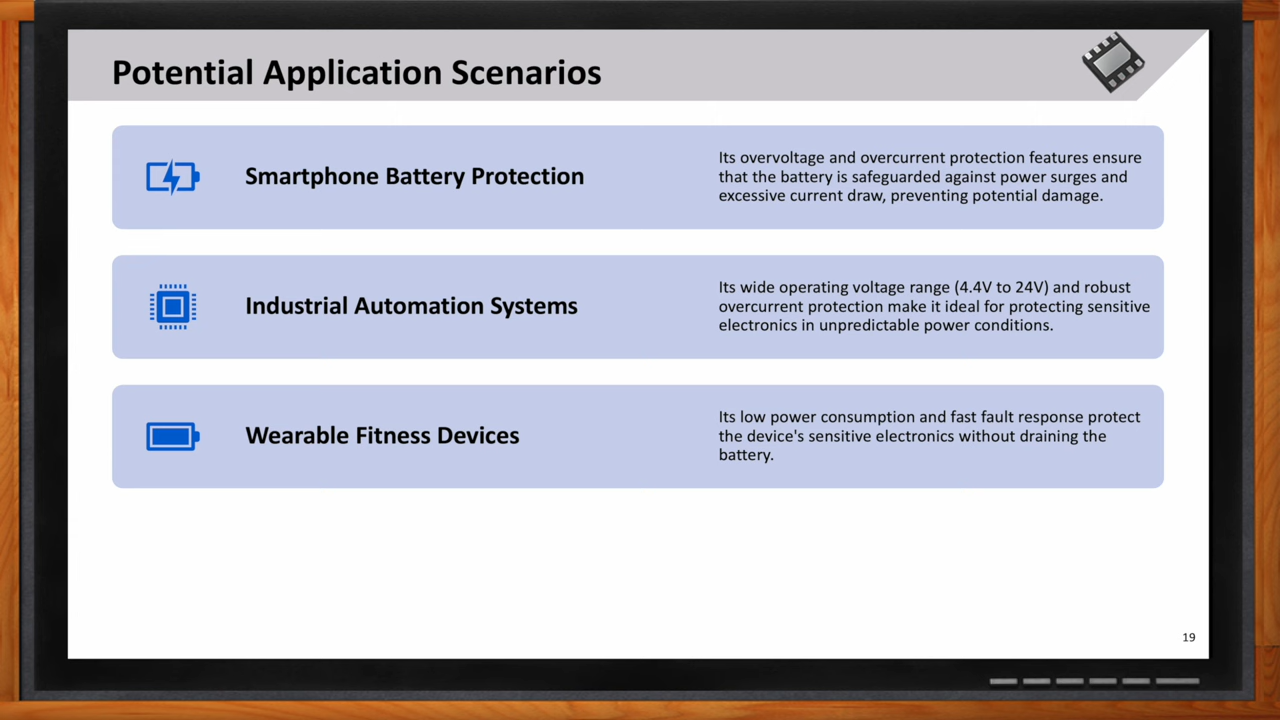 Potential Application Scenarios
Smartphone Battery Protection
Its overvoltage and overcurrent protection features ensure
that the battery is safeguarded against power surges and
excessive current draw, preventing potential damage.
Industrial Automation Systems
Its wide operating voltage range (4.4V to 24V) and robust
overcurrent protection make it ideal for protecting sensitive
electronics in unpredictable power conditions.
Wearable Fitness Devices
Its low power consumption and fast fault response protect
the device's sensitive electronics without draining the
battery.
19